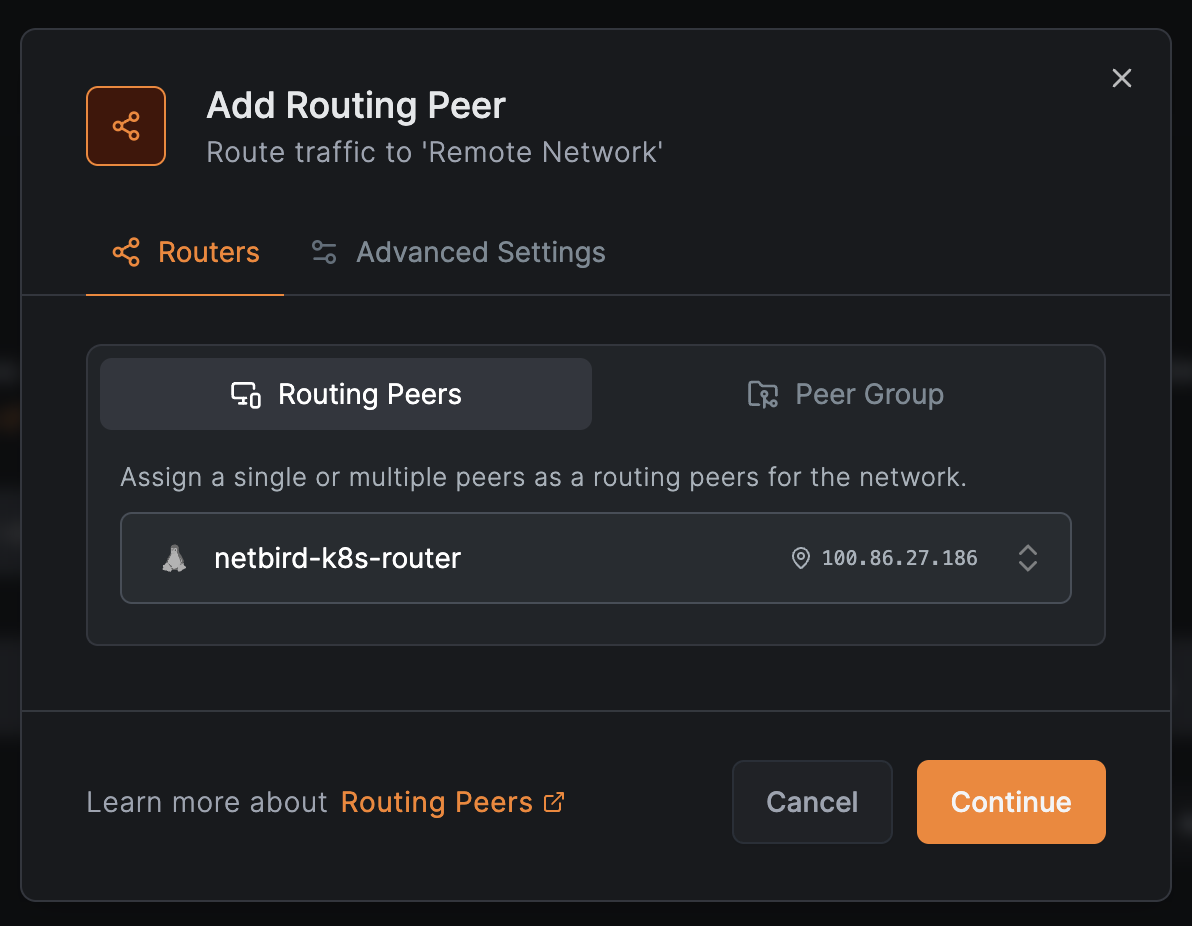 Add Routing Peer
Route traffic to 'Remote Network'
Routers
Advanced Settings
Routing Peers
Peer Group
Assign a single or multiple peers as a routing peers for the network.
netbird-k8s-router
100.86.27.186
Learn more about Routing Peers
Cancel
Continue